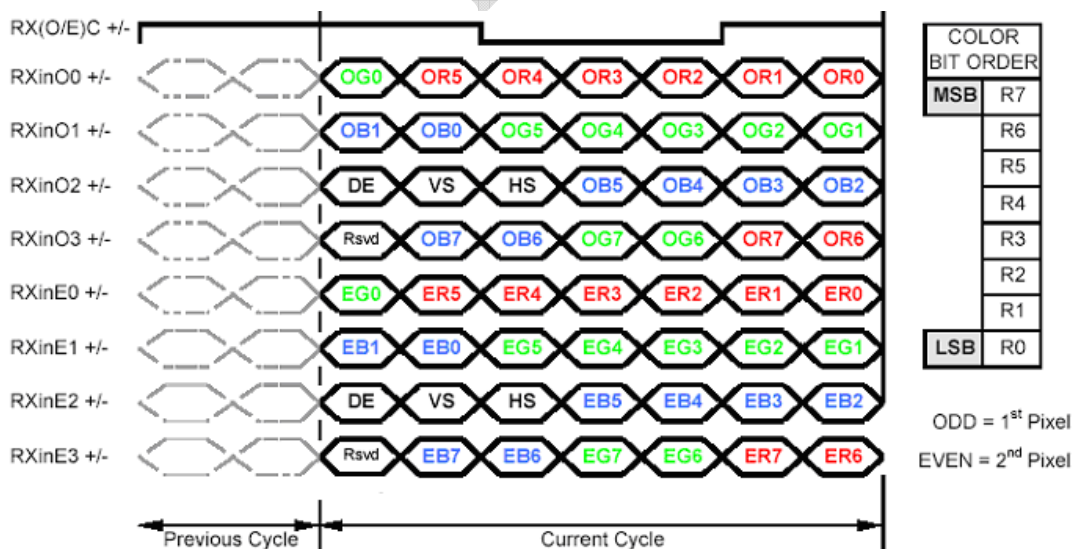 RX(O/E)C +/-
RXinO0 +/- OG0 OR5 OR4 OR3 OR2 OR1 OR0
RXinO1 +/- OB1 OB0 OG5 OG4 OG3 OG2 OG1
RXinO2 +/- DE VS HS OB5 OB4 OB3 OB2
RXinO3 +/- Rsvd OB7 OB6 OG7 OG6 OR7 OR6
RXinE0 +/- EG0 ER5 ER4 ER3 ER2 ER1 ER0
RXinE1 +/- EB1 EB0 EG5 EG4 EG3 EG2 EG1
RXinE2 +/- DE VS HS EB5 EB4 EB3 EB2
RXinE3 +/- Rsvd EB7 EB6 EG7 EG6 ER7 ER6
Previous Cycle Current Cycle
COLOR
BIT ORDER
MSB R7
R6
R5
R4
R3
R2
R1
LSB R0
ODD = 1st Pixel
EVEN = 2nd Pixel